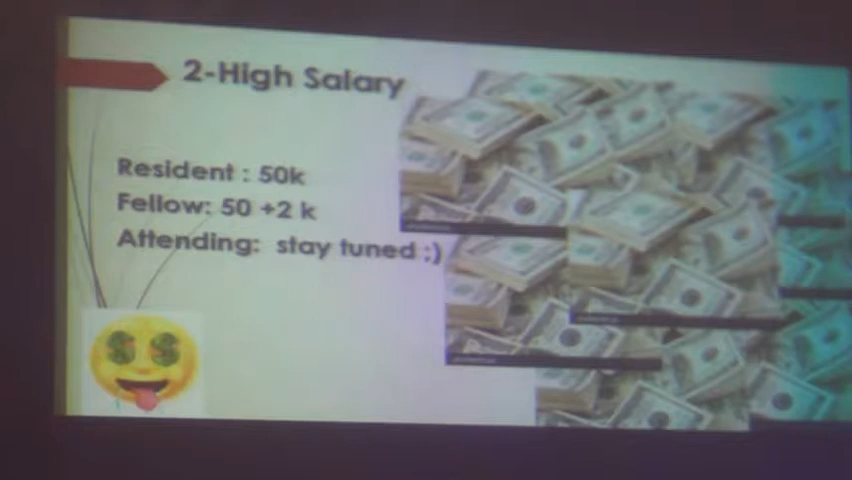 2-High Salary
Resident : 50k
Fellow: 50 +2 k
Attending: stay tuned :)